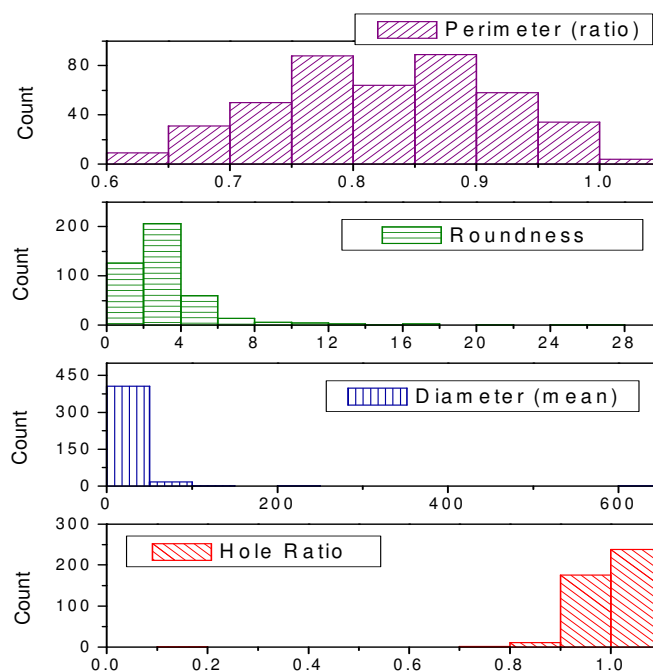 Perimeter (ratio)
Count
80
40
0
0.6 0.7 0.8 0.9 1.0
Roundness
Count
200
100
0
0 4 8 12 16 20 24 28
Diameter (mean)
Count
450
300
150
0
0 200 400 600
Hole Ratio
Count
300
200
100
0
0.0 0.2 0.4 0.6 0.8 1.0